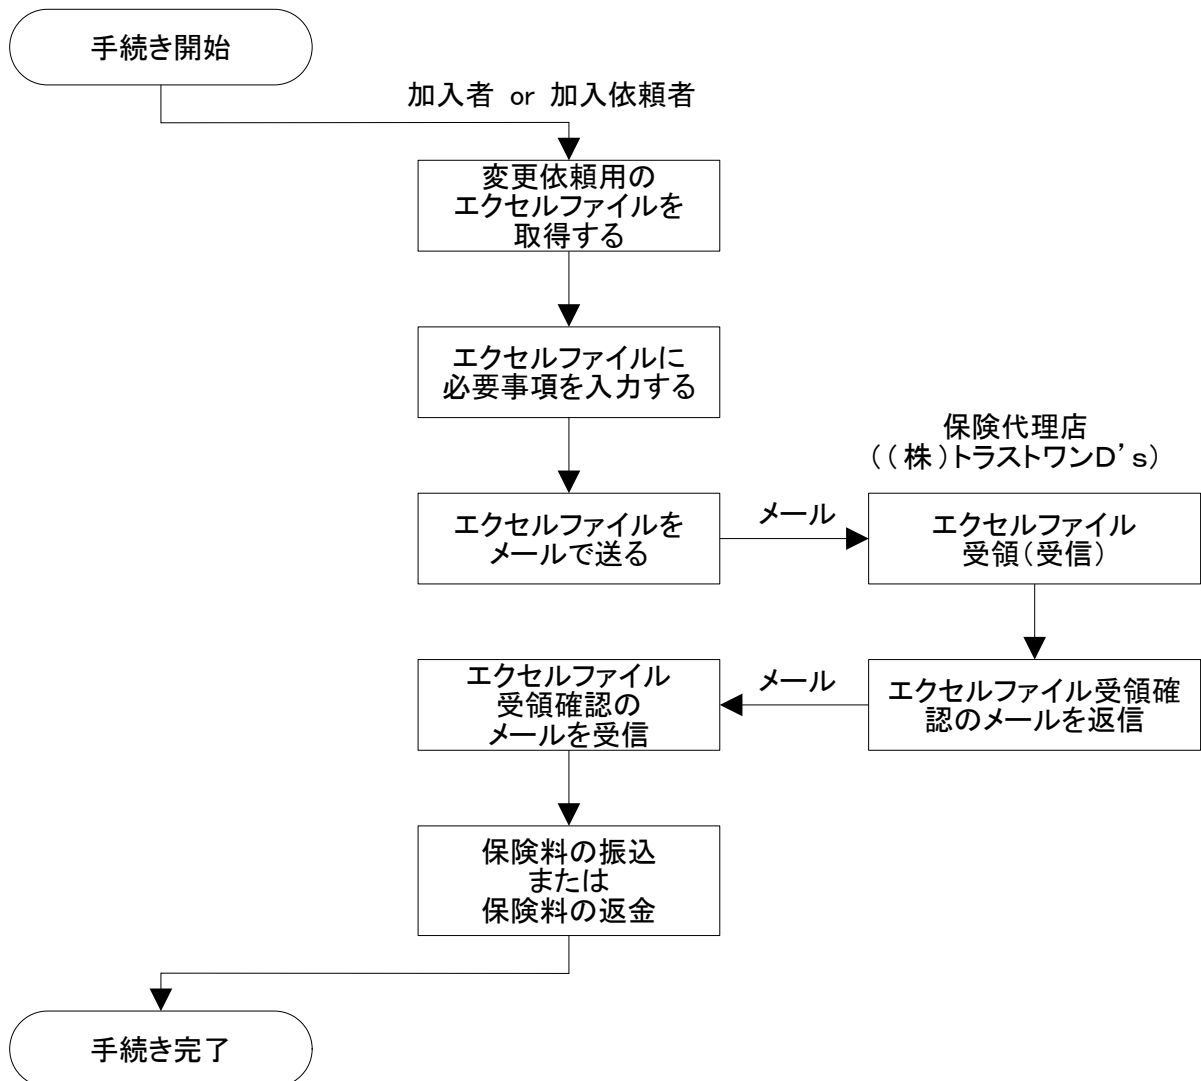 手続き開始
加入者 or 加入依頼者
変更依頼用の
エクセルファイルを
取得する
エクセルファイルに
必要事項を入力する
保険代理店
((株)トラストワンD’s)
エクセルファイルを
メールで送る
メール
エクセルファイル
受領(受信)
エクセルファイル受領確
認のメールを返信
メール
エクセルファイル
受領確認の
メールを受信
保険料の振込
または
保険料の返金
手続き完了